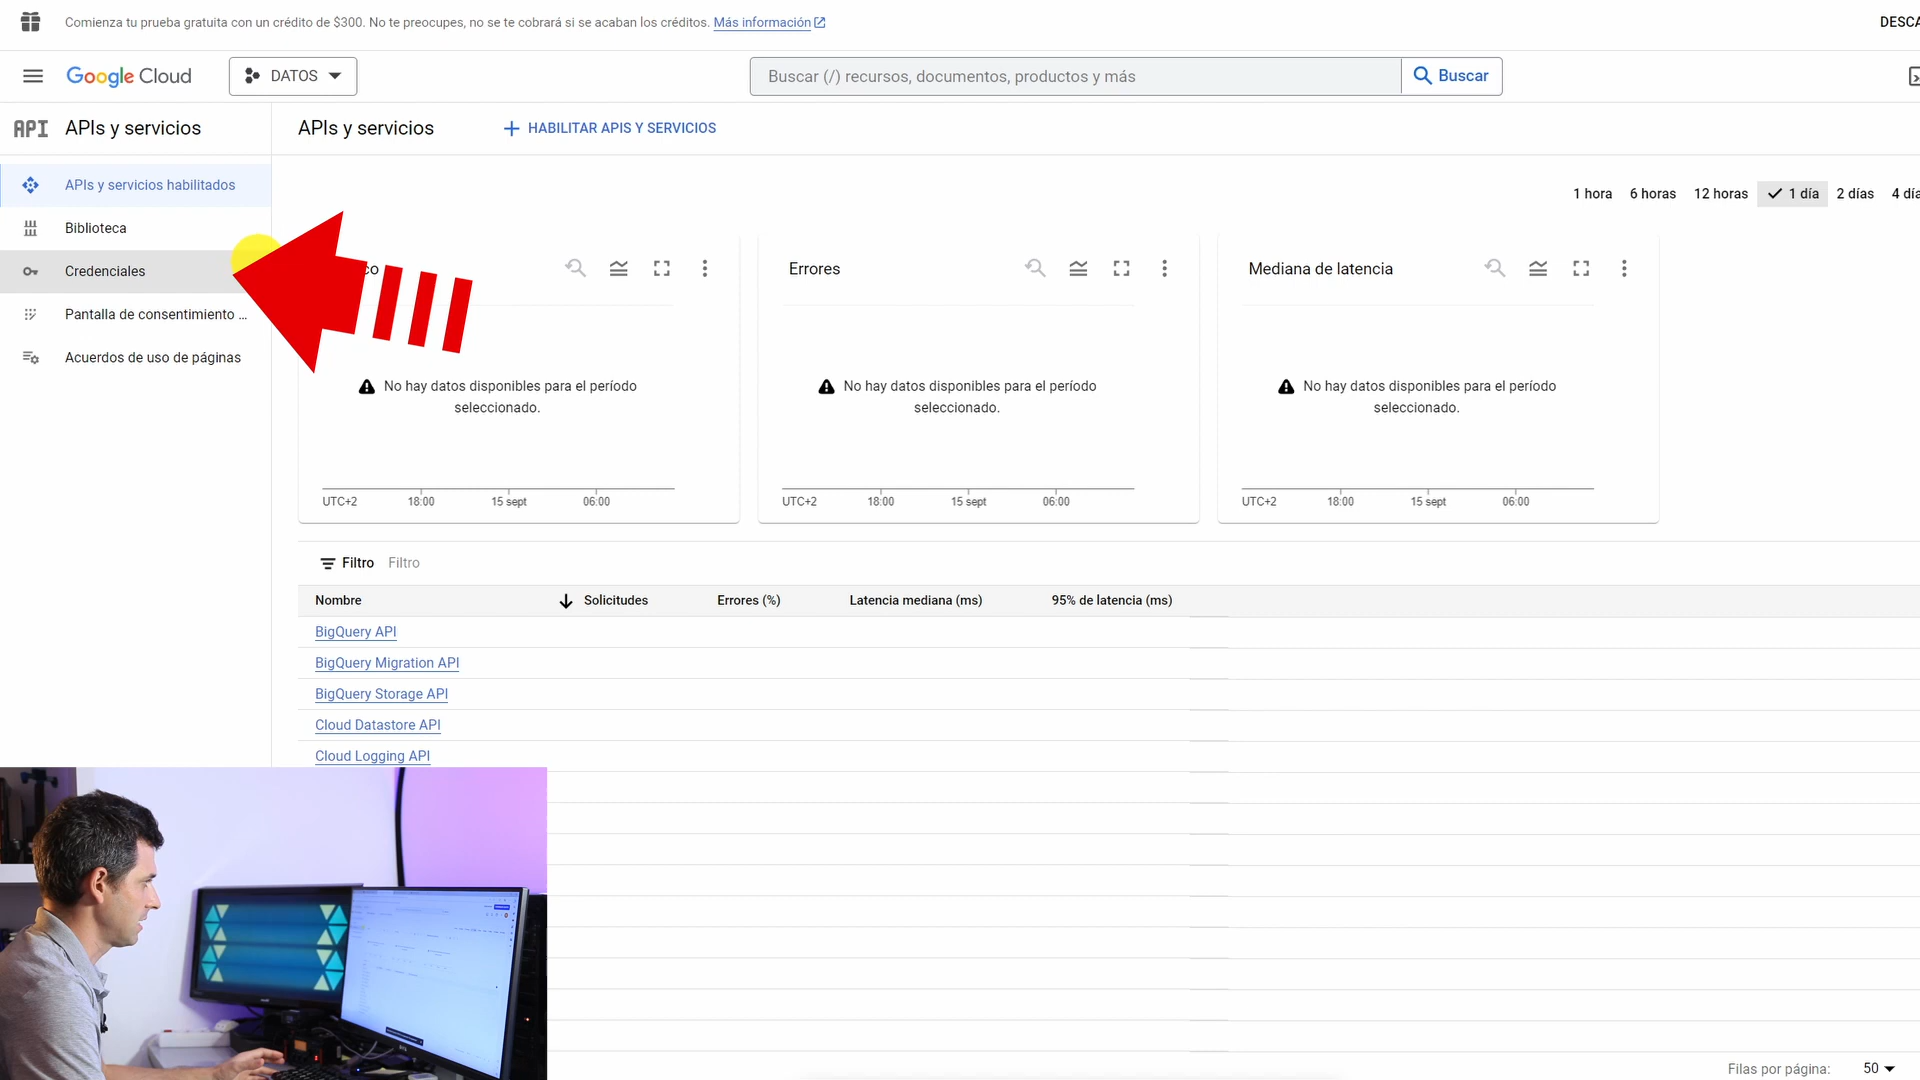 Comienza tu prueba gratuita con un crédito de $300. No te preocupes, no se te cobrará si se acaban los créditos. Más información
DESCA
Google Cloud
DATOS
Buscar (/) recursos, documentos, productos y más
Buscar
API APIs y servicios
APIs y servicios
HABILITAR APIS Y SERVICIOS
APIs y servicios habilitados
Biblioteca
Credenciales
Pantalla de consentimiento ...
Acuerdos de uso de páginas
1 hora 6 horas 12 horas 1 día 2 días 4 día
co
No hay datos disponibles para el período
seleccionado.
UTC+2 18:00 15 sept 06:00
Errores
No hay datos disponibles para el período
seleccionado.
UTC+2 18:00 15 sept 06:00
Mediana de latencia
No hay datos disponibles para el período
seleccionado.
UTC+2 18:00 15 sept 06:00
Filtro Filtro
Nombre Solicitudes Errores (%) Latencia mediana (ms) 95% de latencia (ms)
BigQuery API
BigQuery Migration API
BigQuery Storage API
Cloud Datastore API
Cloud Logging API
Filas por página: 50